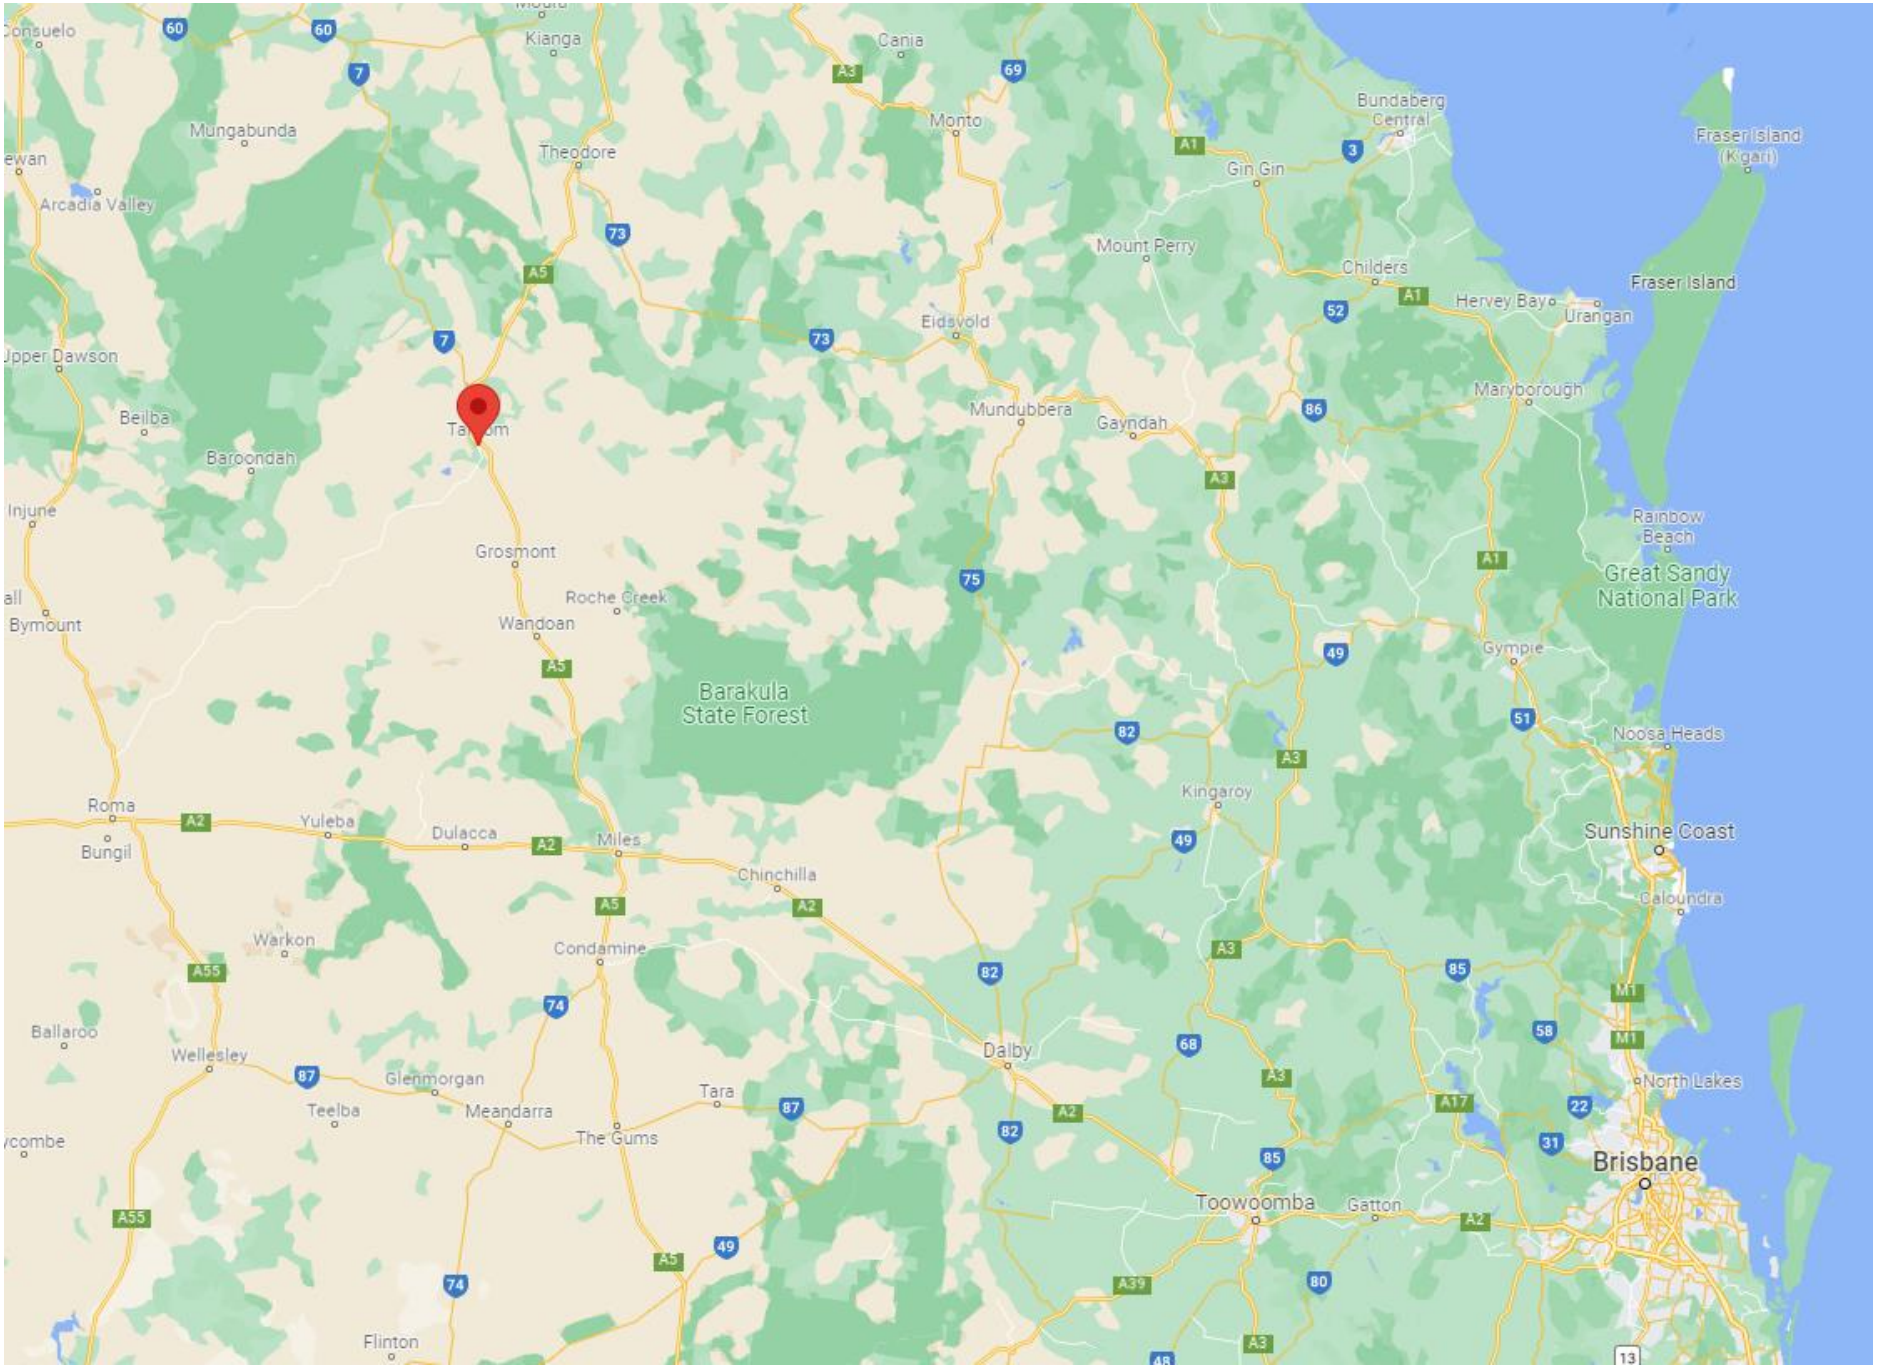 Moura
Consuelo
60
60
Kianga
Cania
7
A3
69
Bundaberg
Central
Mungabunda
Monto
Fraser Island
(K'gari)
Theodore
A1
3
Gin Gin
ewan
Arcadia Valley
73
Mount Perry
A5
Childers
Fraser Island
A1
Hervey Bay
Urangan
52
Eidsvold
7
73
Upper Dawson
Maryborough
Beilba
Mundubbera
86
Gayndah
Baroondah
A3
Injune
Rainbow
Beach
Grosmont
A1
75
Great Sandy
National Park
all
Roche Creek
Bymount
Wandoan
Gympie
49
A5
Barakula
State Forest
51
82
Noosa Heads
A3
Roma
Kingaroy
A2
Yuleba
Dulacca
A2
Miles
49
Sunshine Coast
Bungil
Chinchilla
A5
A2
Caloundra
Warkon
Condamine
A3
A55
82
85
M1
74
Ballaroo
58
M1
Wellesley
Dalby
68
87
Glenmorgan
A3
North Lakes
Tara
87
A17
22
Teelba
Meandarra
A2
The Gums
82
31
ycombe
85
Brisbane
Toowoomba
Gatton
A55
A2
49
A5
74
A39
80
Flinton
A3
48
13